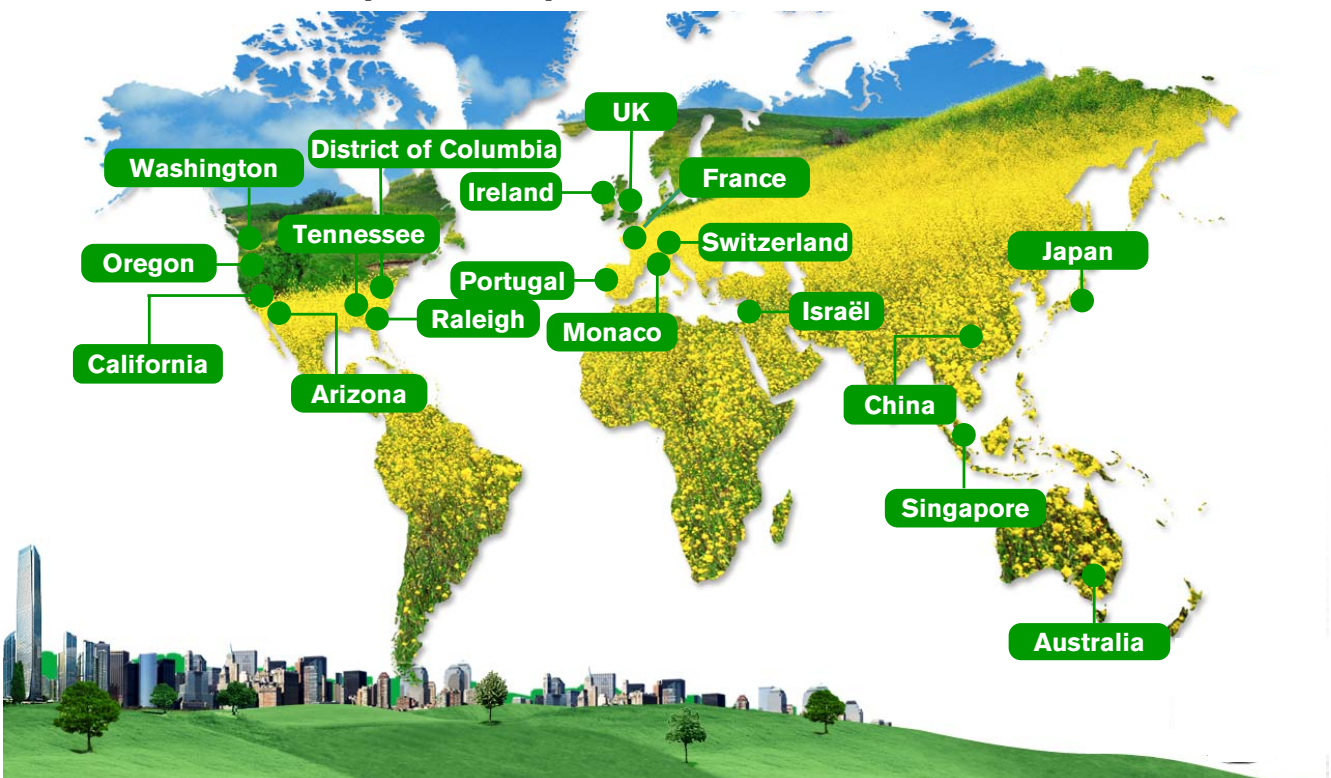 UK
District of Columbia
Washington
France
Ireland
Tennessee
Switzerland
Japan
Oregon
Portugal
Israël
Raleigh
Monaco
California
Arizona
China
Singapore
Australia